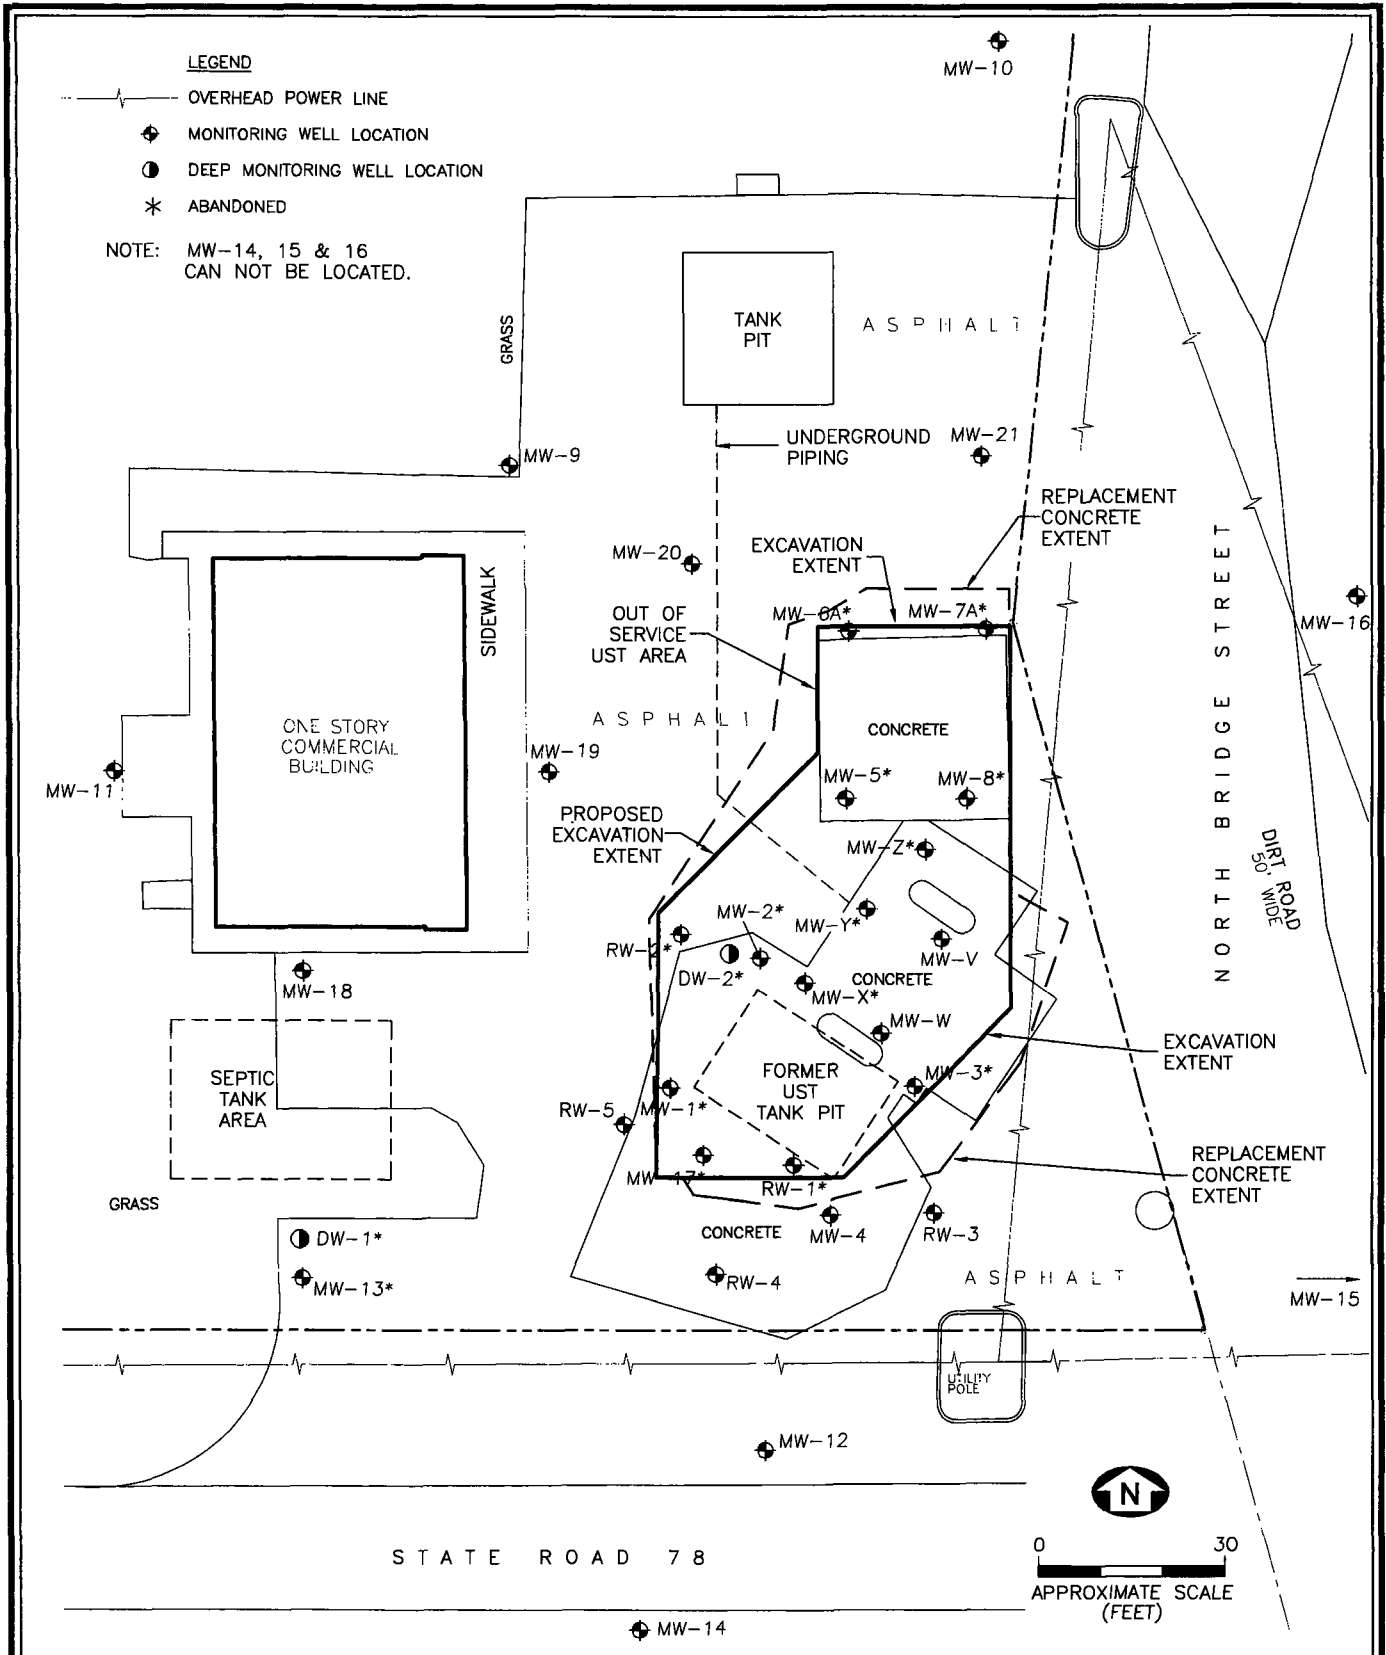 LEGEND
OVERHEAD POWER LINE
MONITORING WELL LOCATION
DEEP MONITORING WELL LOCATION
ABANDONED
NOTE: MW-14, 15 & 16
CAN NOT BE LOCATED.
MW-10
GRASS
TANK
PIT
ASPHALT
UNDERGROUND
PIPING
MW-21
MW-9
REPLACEMENT
CONCRETE
EXTENT
EXCAVATION
EXTENT
MW-20
SIDEWALK
OUT OF
SERVICE
UST AREA
MW-6A*
MW-7A*
MW-16
NORTH BRIDGE STREET
DIRT ROAD
50' WIDE
ASPHALT
CONCRETE
ONE STORY
COMMERCIAL
BUILDING
MW-19
MW-11
MW-5*
MW-8*
PROPOSED
EXCAVATION
EXTENT
MW-Z*
MW-2*
MW-Y*
RW-2*
DW-2*
MW-V
CONCRETE
MW-18
MW-X*
MW-W
EXCAVATION
EXTENT
SEPTIC
TANK
AREA
FORMER
UST
TANK PIT
MW-3*
RW-5
MW-1*
REPLACEMENT
CONCRETE
EXTENT
MW-17*
RW-1*
GRASS
DW-1*
CONCRETE
MW-4
RW-3
MW-13*
RW-4
ASPHALT
MW-15
UTILITY
POLE
MW-12
N
0 30
APPROXIMATE SCALE
(FEET)
STATE ROAD 78
MW-14